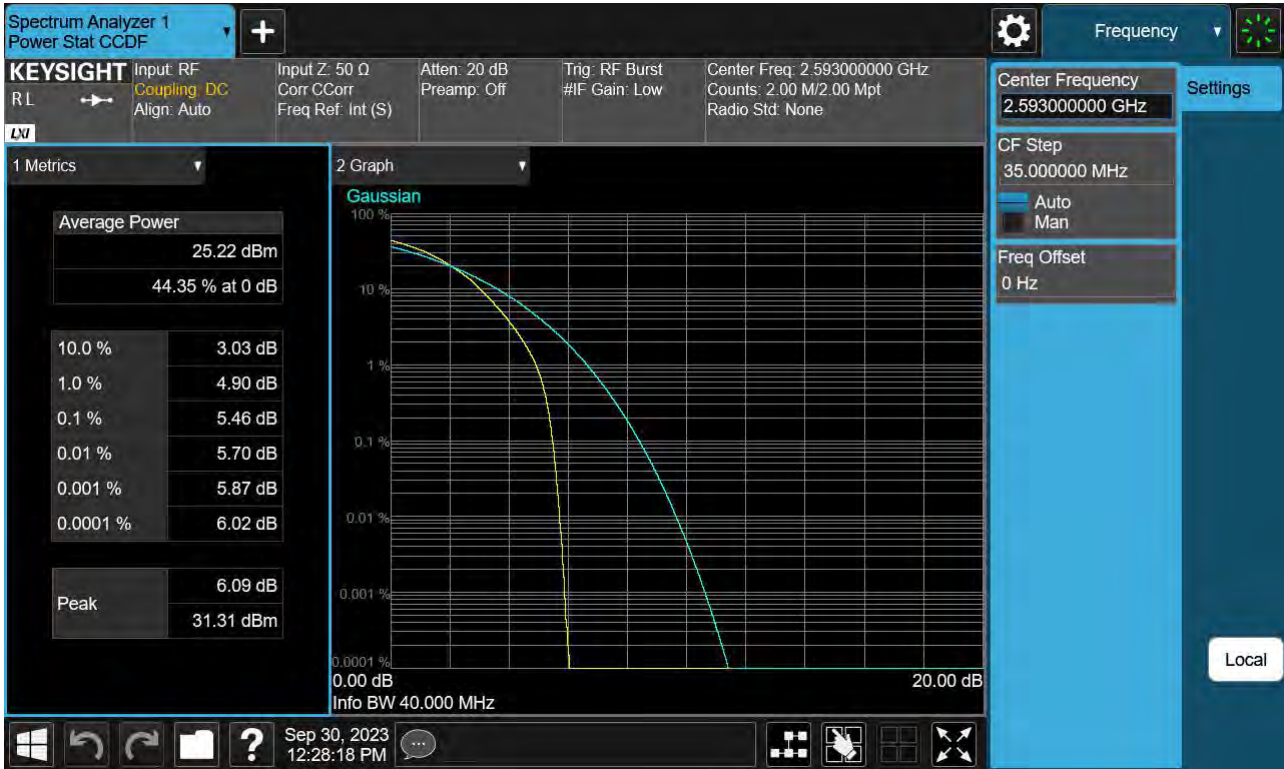 Spectrum Analyzer 1
Power Stat CCDF
+
Frequency
KEYSIGHT
R L
LXI
Input: RF
Coupling: DC
Align: Auto
Input Z: 50 Ω
Corr CCorr
Freq Ref: Int (S)
Atten: 20 dB
Preamp: Off
Trig: RF Burst
#IF Gain: Low
Center Freq: 2.593000000 GHz
Counts: 2.00 M/2.00 Mpt
Radio Std: None
Center Frequency
2.593000000 GHz
Settings
CF Step
35.000000 MHz
Auto
Man
Freq Offset
0 Hz
Local
1 Metrics
Average Power
25.22 dBm
44.35 % at 0 dB
10.0 % 3.03 dB
1.0 % 4.90 dB
0.1 % 5.46 dB
0.01 % 5.70 dB
0.001 % 5.87 dB
0.0001 % 6.02 dB
Peak
6.09 dB
31.31 dBm
2 Graph
Gaussian
100 %
10 %
1 %
0.1 %
0.01 %
0.001 %
0.0001 %
0.00 dB 20.00 dB
Info BW 40.000 MHz
?
Sep 30, 2023
12:28:18 PM